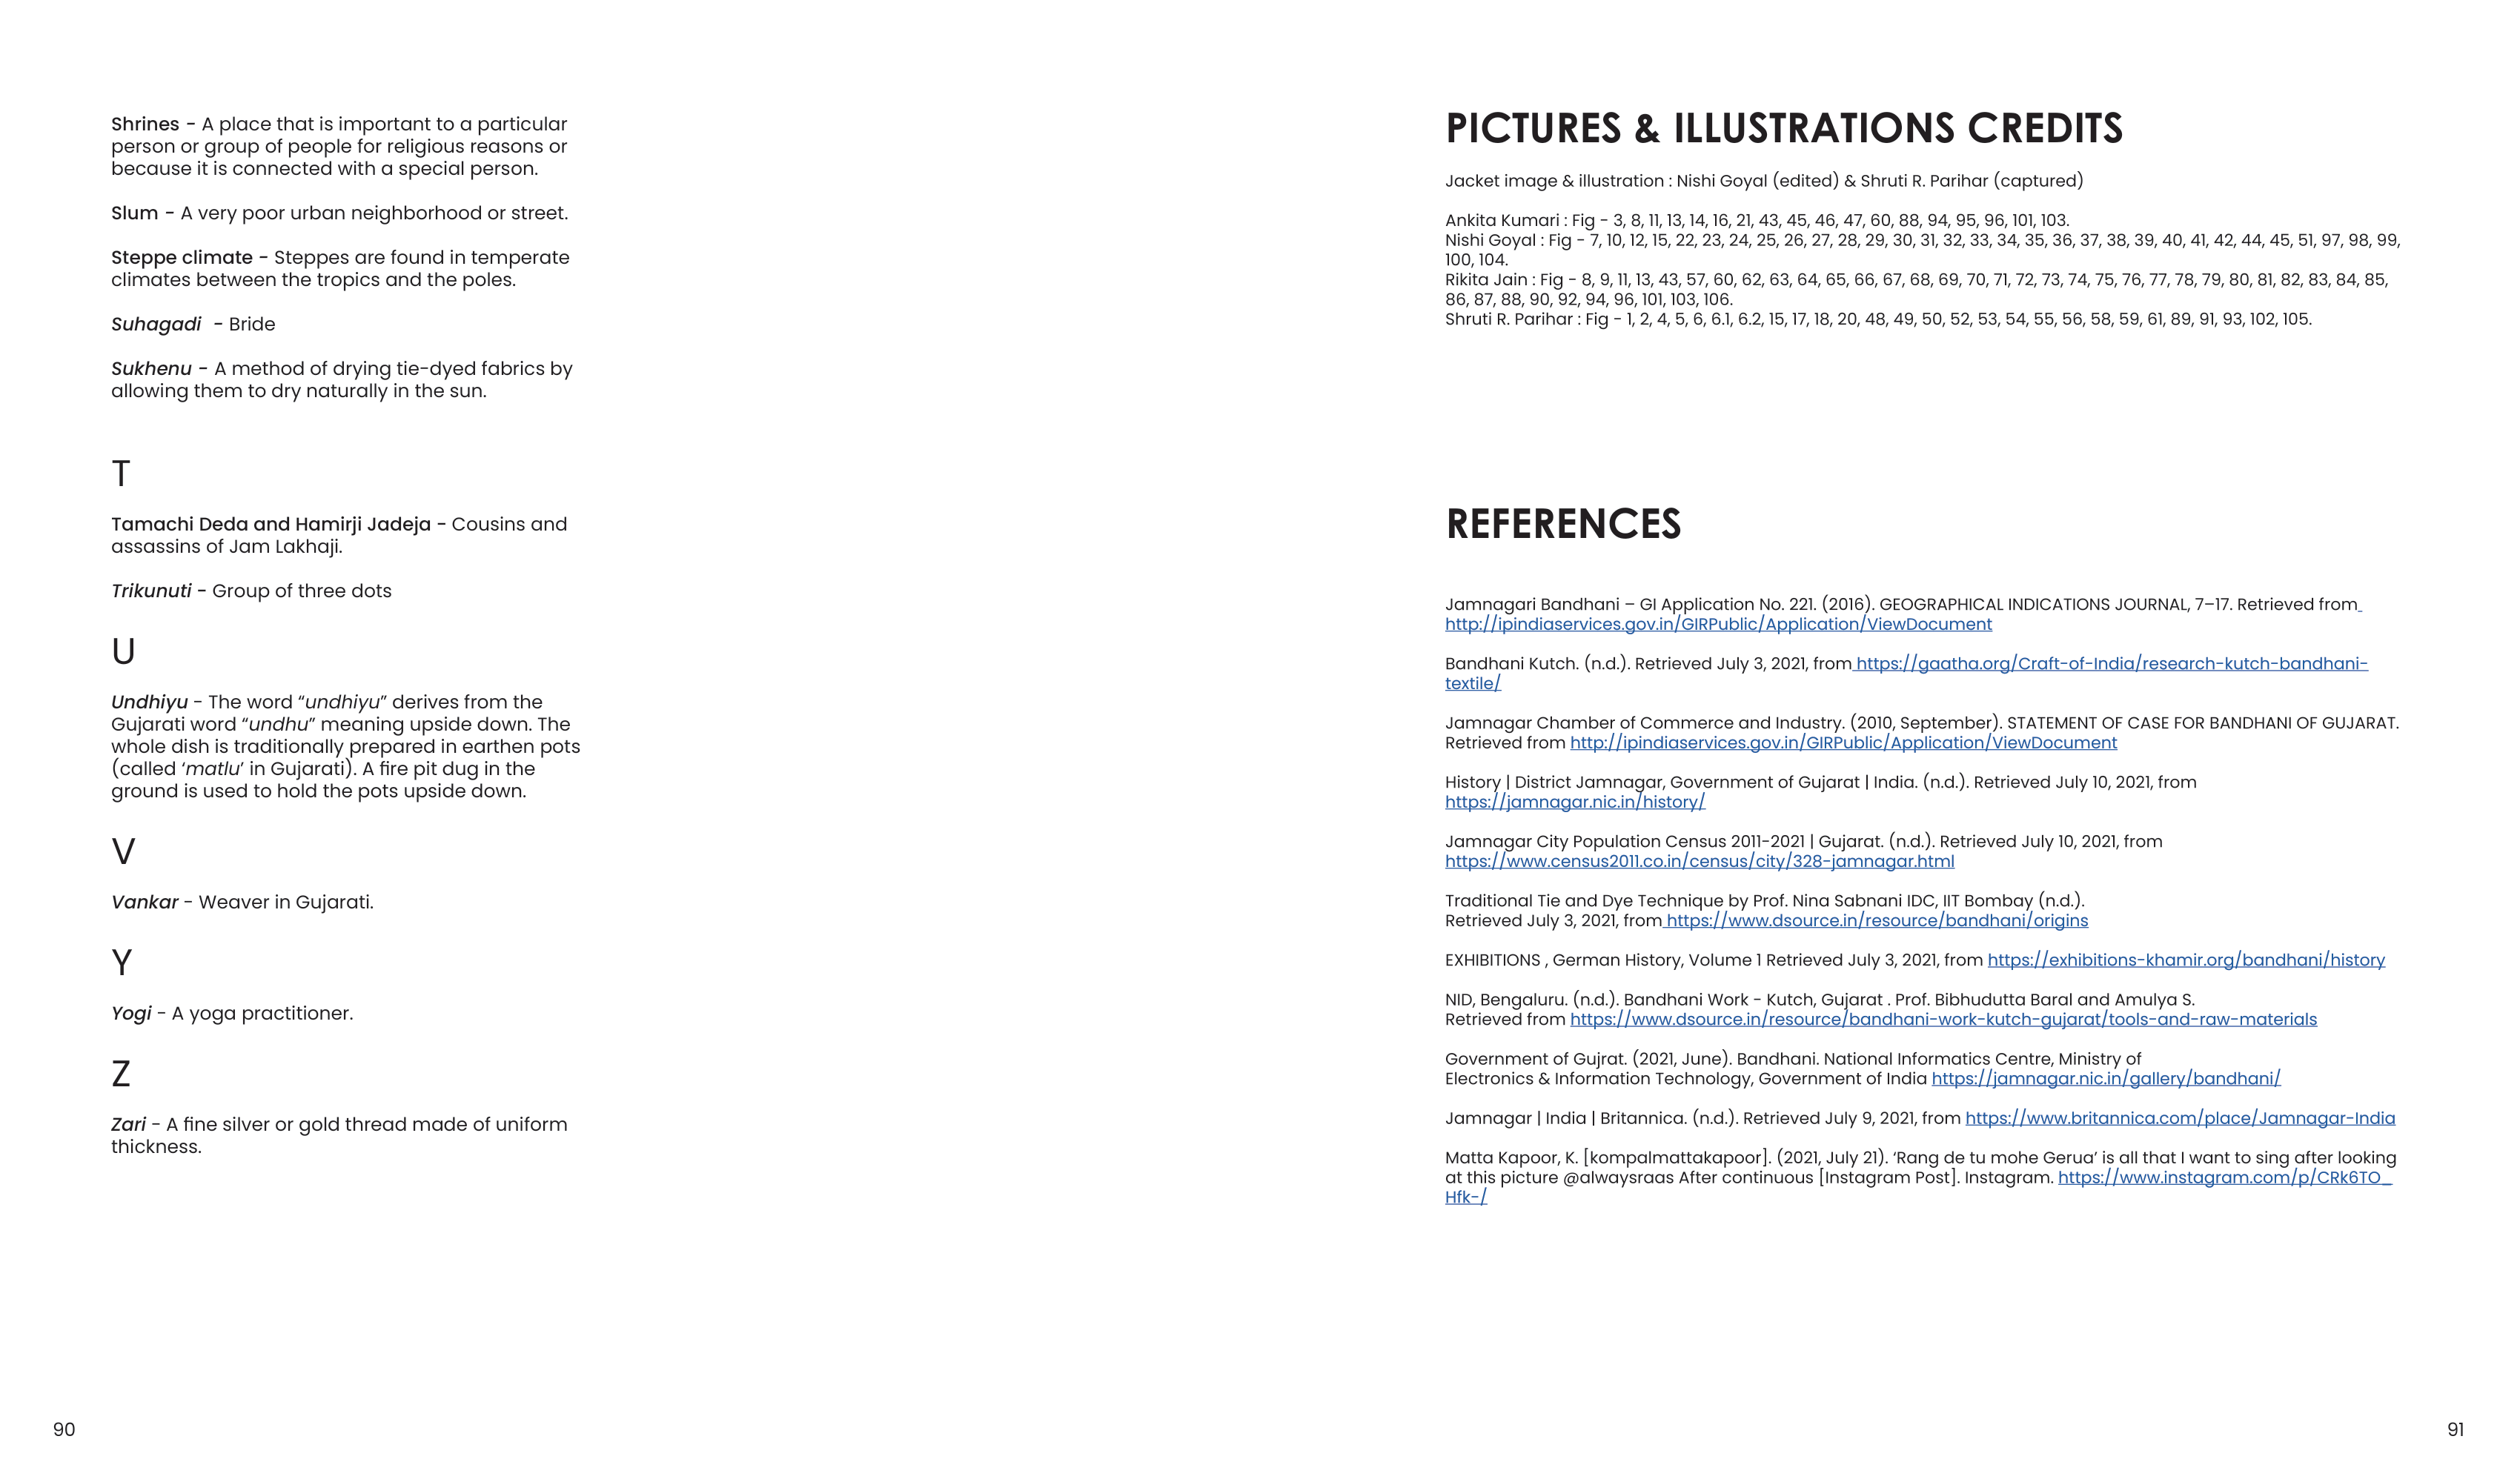 Shrines - A place that is important to a particular
person or group of people for religious reasons or
because it is connected with a special person.
Slum - A very poor urban neighborhood or street.
Steppe climate - Steppes are found in temperate
climates between the tropics and the poles.
Suhagadi - Bride
Sukhenu - A method of drying tie-dyed fabrics by
allowing them to dry naturally in the sun.
T
Tamachi Deda and Hamirji Jadeja - Cousins and
assassins of Jam Lakhaji.
Trikunuti - Group of three dots
U
Undhiyu - The word “undhiyu” derives from the
Gujarati word “undhu” meaning upside down. The
whole dish is traditionally prepared in earthen pots
(called ‘matlu’ in Gujarati). A fire pit dug in the
ground is used to hold the pots upside down.
V
Vankar - Weaver in Gujarati.
Y
Yogi - A yoga practitioner.
Z
Zari - A fine silver or gold thread made of uniform
thickness.
90
PICTURES & ILLUSTRATIONS CREDITS
Jacket image & illustration : Nishi Goyal (edited) & Shruti R. Parihar (captured)
Ankita Kumari : Fig - 3, 8, 11, 13, 14, 16, 21, 43, 45, 46, 47, 60, 88, 94, 95, 96, 101, 103.
Nishi Goyal : Fig - 7, 10, 12, 15, 22, 23, 24, 25, 26, 27, 28, 29, 30, 31, 32, 33, 34, 35, 36, 37, 38, 39, 40, 41, 42, 44, 45, 51, 97, 98, 99,
100, 104.
Rikita Jain : Fig - 8, 9, 11, 13, 43, 57, 60, 62, 63, 64, 65, 66, 67, 68, 69, 70, 71, 72, 73, 74, 75, 76, 77, 78, 79, 80, 81, 82, 83, 84, 85,
86, 87, 88, 90, 92, 94, 96, 101, 103, 106.
Shruti R. Parihar : Fig - 1, 2, 4, 5, 6, 6.1, 6.2, 15, 17, 18, 20, 48, 49, 50, 52, 53, 54, 55, 56, 58, 59, 61, 89, 91, 93, 102, 105.
REFERENCES
Jamnagari Bandhani – GI Application No. 221. (2016). GEOGRAPHICAL INDICATIONS JOURNAL, 7–17. Retrieved from
http://ipindiaservices.gov.in/GIRPublic/Application/ViewDocument
Bandhani Kutch. (n.d.). Retrieved July 3, 2021, from https://gaatha.org/Craft-of-India/research-kutch-bandhani-
textile/
Jamnagar Chamber of Commerce and Industry. (2010, September). STATEMENT OF CASE FOR BANDHANI OF GUJARAT.
Retrieved from http://ipindiaservices.gov.in/GIRPublic/Application/ViewDocument
History | District Jamnagar, Government of Gujarat | India. (n.d.). Retrieved July 10, 2021, from
https://jamnagar.nic.in/history/
Jamnagar City Population Census 2011-2021 | Gujarat. (n.d.). Retrieved July 10, 2021, from
https://www.census2011.co.in/census/city/328-jamnagar.html
Traditional Tie and Dye Technique by Prof. Nina Sabnani IDC, IIT Bombay (n.d.).
Retrieved July 3, 2021, from https://www.dsource.in/resource/bandhani/origins
EXHIBITIONS , German History, Volume 1 Retrieved July 3, 2021, from https://exhibitions-khamir.org/bandhani/history
NID, Bengaluru. (n.d.). Bandhani Work - Kutch, Gujarat . Prof. Bibhudutta Baral and Amulya S.
Retrieved from https://www.dsource.in/resource/bandhani-work-kutch-gujarat/tools-and-raw-materials
Government of Gujrat. (2021, June). Bandhani. National Informatics Centre, Ministry of
Electronics & Information Technology, Government of India https://jamnagar.nic.in/gallery/bandhani/
Jamnagar | India | Britannica. (n.d.). Retrieved July 9, 2021, from https://www.britannica.com/place/Jamnagar-India
Matta Kapoor, K. [kompalmattakapoor]. (2021, July 21). ‘Rang de tu mohe Gerua’ is all that I want to sing after looking
at this picture @alwaysraas After continuous [Instagram Post]. Instagram. https://www.instagram.com/p/CRk6TO_
Hfk-/
91